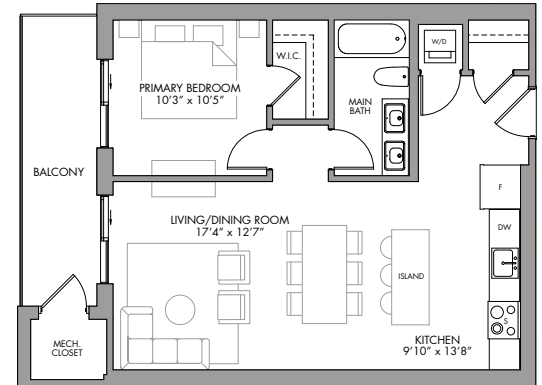 W/D
W.I.C.
PRIMARY BEDROOM
10'3" x 10'5"
MAIN
BATH
BALCONY
F
LIVING/DINING ROOM
17'4" x 12'7"
DW
ISLAND
S
MECH.
CLOSET
KITCHEN
9'10" x 13'8"